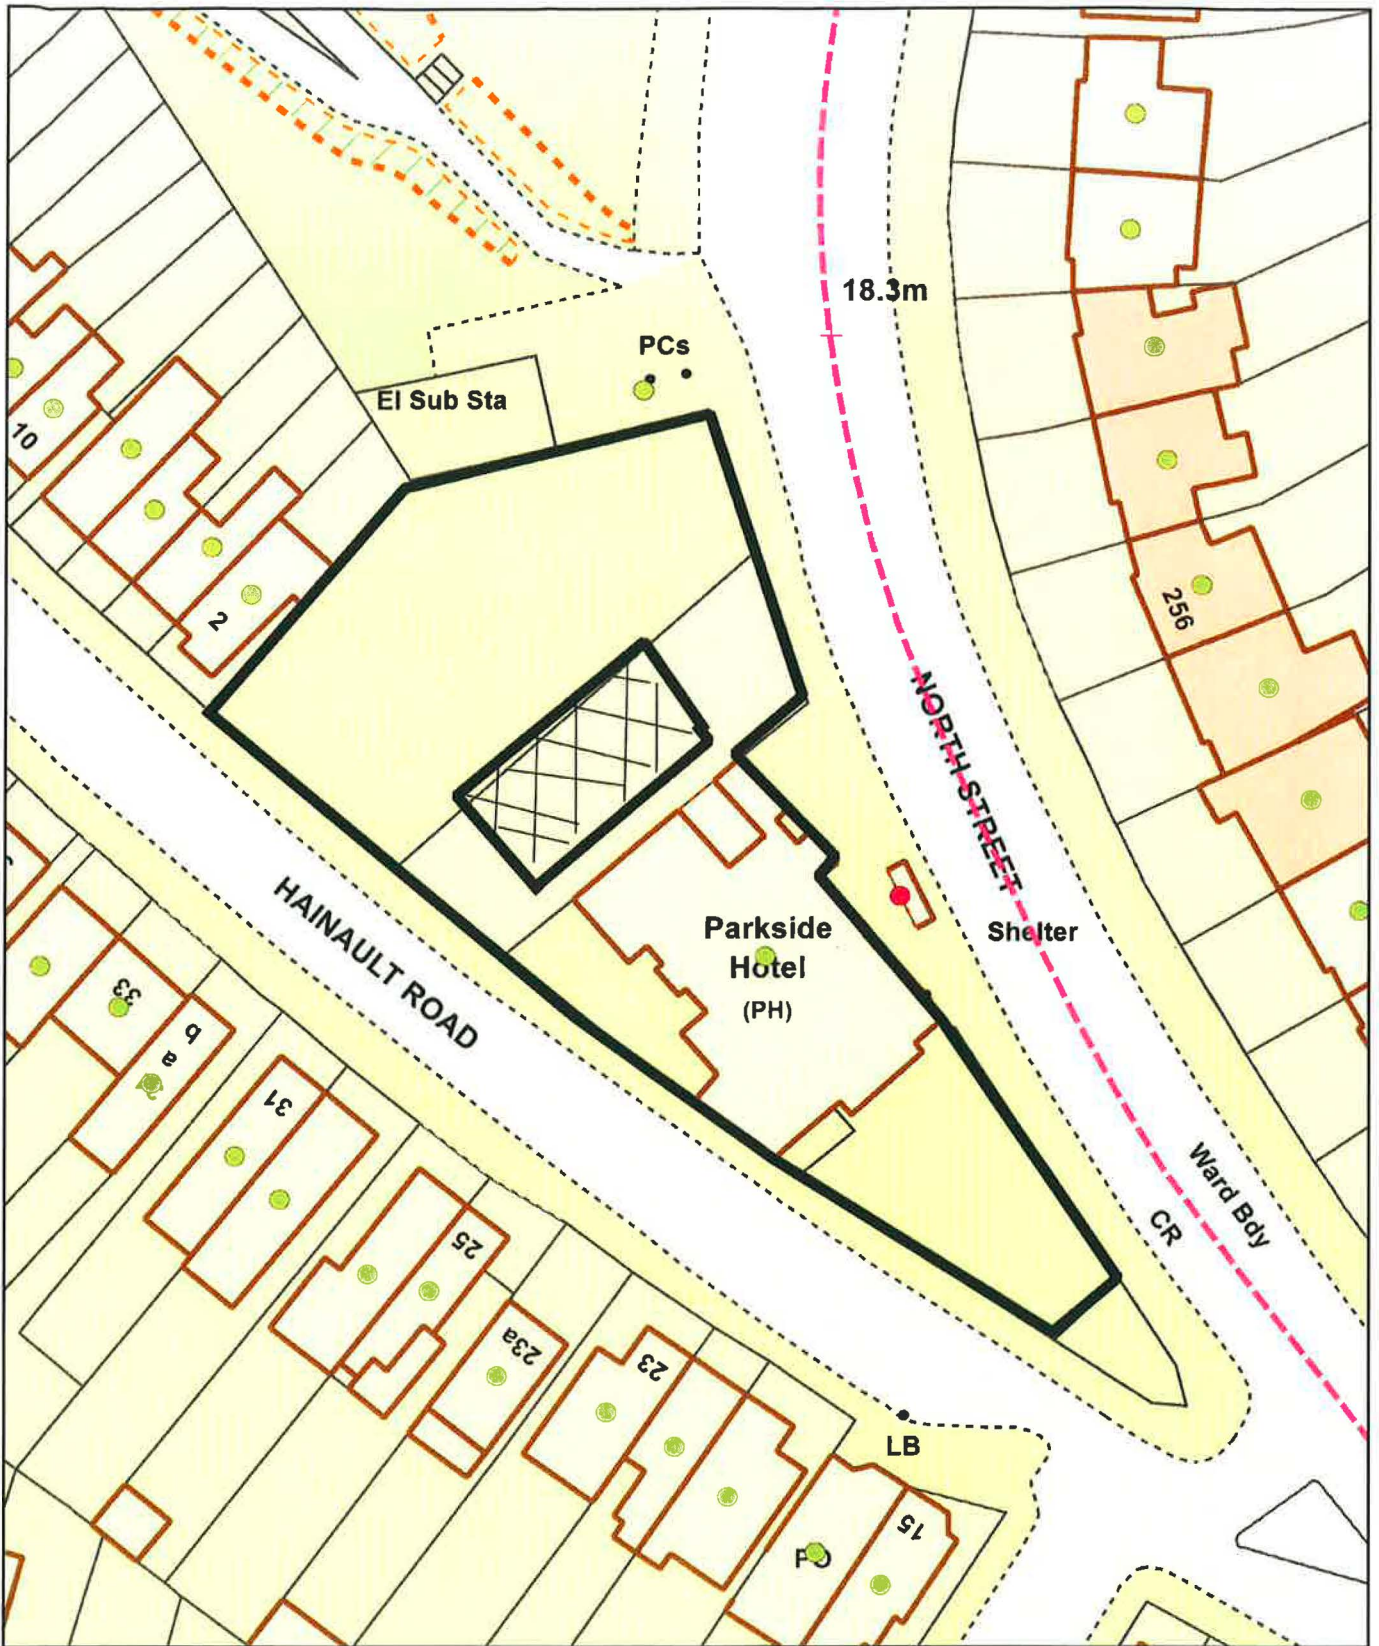 18.3m
PCs
El Sub Sta
10
2
256
NORTH STREET
HAINAULT ROAD
Parkside
Hotel
(PH)
Shelter
33
b
a
31
Ward Bdy
CR
25
23a
23
LB
15
PO